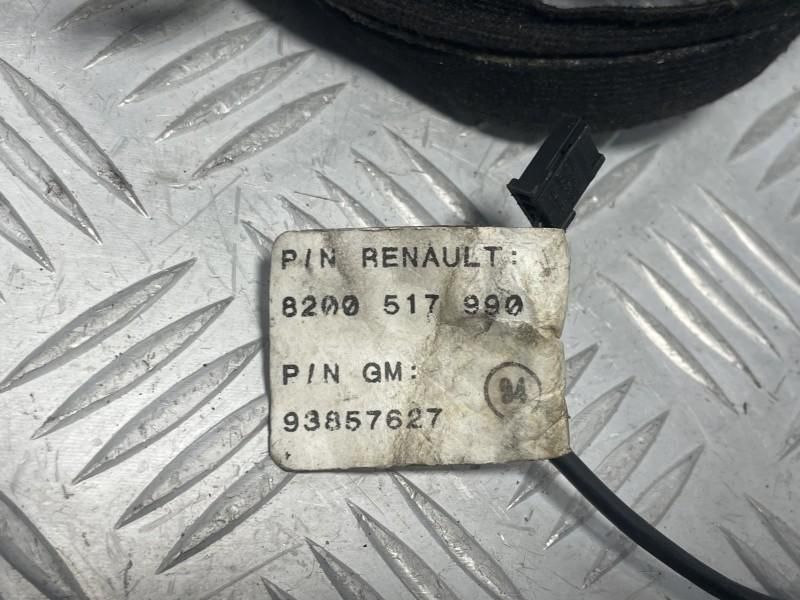 P/N RENAULT:
8200 517 990
P/N GM:
94
93857627